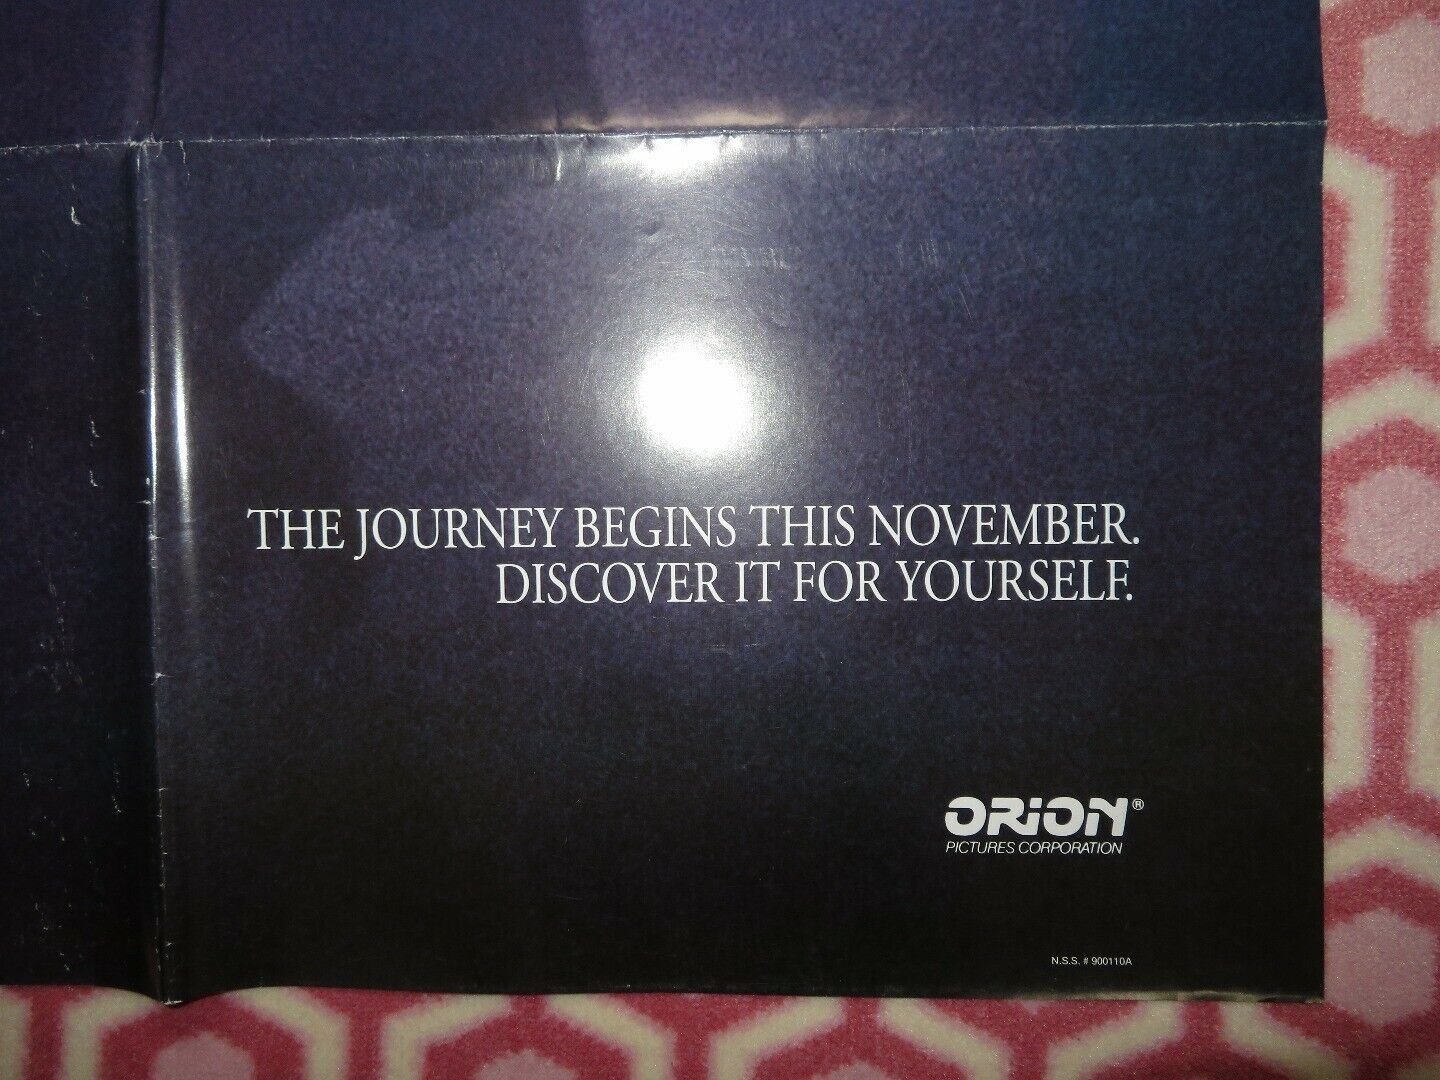 THE JOURNEY BEGINS THIS NOVEMBER.
DISCOVER IT FOR YOURSELF.
ORION®
PICTURES CORPORATION
N.S.S. # 900110A